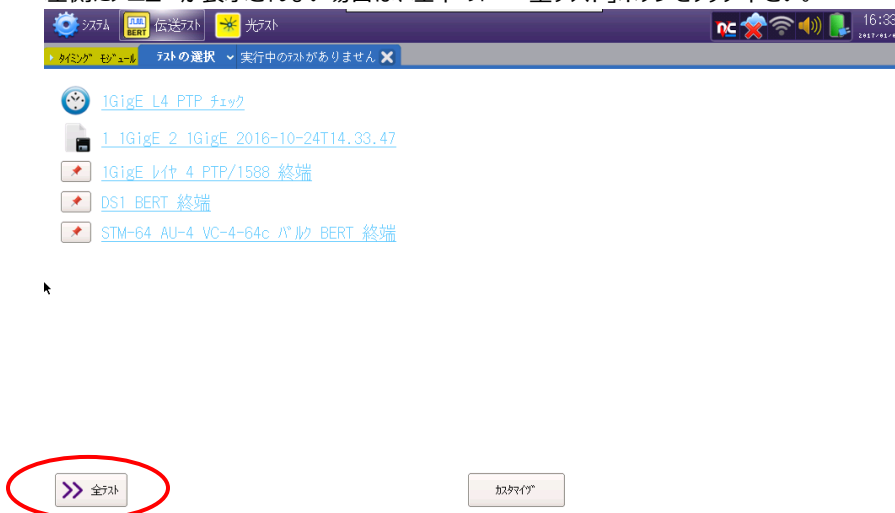 ｼｽﾃﾑ BERT 伝送ﾃｽﾄ 光ﾃｽﾄ 16:33
ﾀｲﾐﾝｸﾞ ﾓｼﾞｭｰﾙ ﾃｽﾄの選択 実行中のﾃｽﾄがありません
1GigE L4 PTP ﾁｪｯｸ
1 1GigE 2 1GigE 2016-10-24T14.33.47
1GigE ﾚｲﾔ 4 PTP/1588 終端
DS1 BERT 終端
STM-64 AU-4 VC-4-64c ﾊﾞﾙｸ BERT 終端
全ﾃｽﾄ ｶｽﾀﾏｲｽﾞ